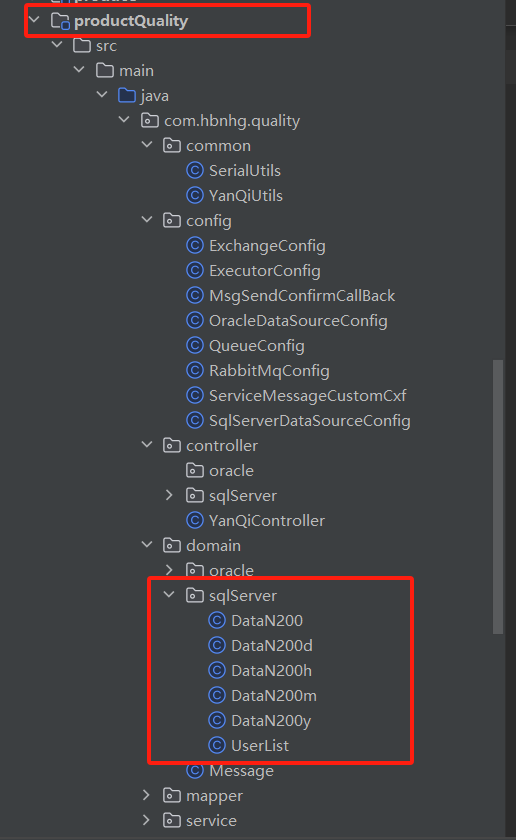 productQuality
src
main
java
com.hbnhg.quality
common
SerialUtils
YanQiUtils
config
ExchangeConfig
ExecutorConfig
MsgSendConfirmCallBack
OracleDataSourceConfig
QueueConfig
RabbitMqConfig
ServiceMessageCustomCxf
SqlServerDataSourceConfig
controller
oracle
sqlServer
YanQiController
domain
oracle
sqlServer
DataN200
DataN200d
DataN200h
DataN200m
DataN200y
UserList
Message
mapper
service